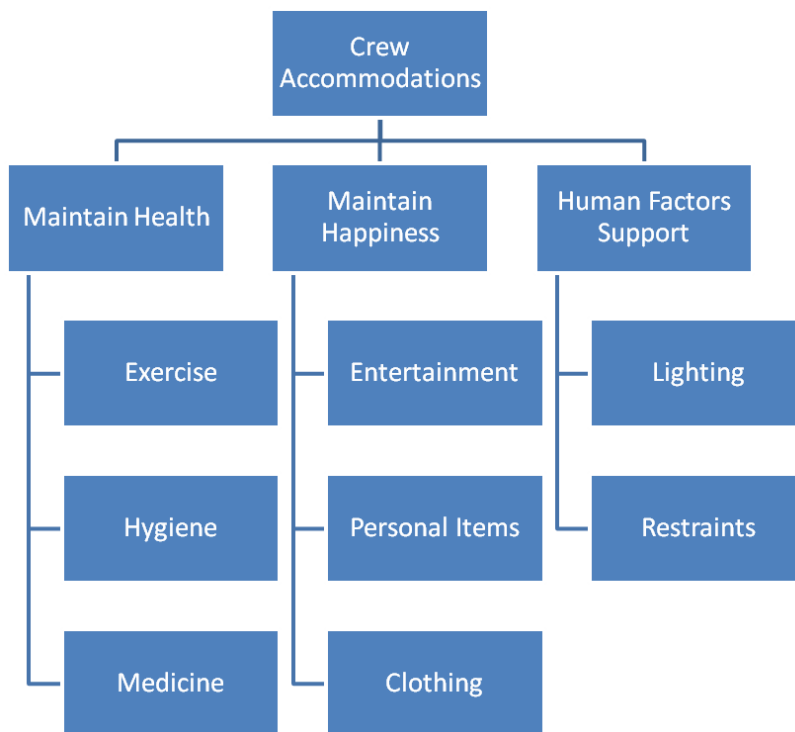 Crew
Accommodations
Maintain Health
Maintain
Happiness
Human Factors
Support
Exercise
Entertainment
Lighting
Hygiene
Personal Items
Restraints
Medicine
Clothing